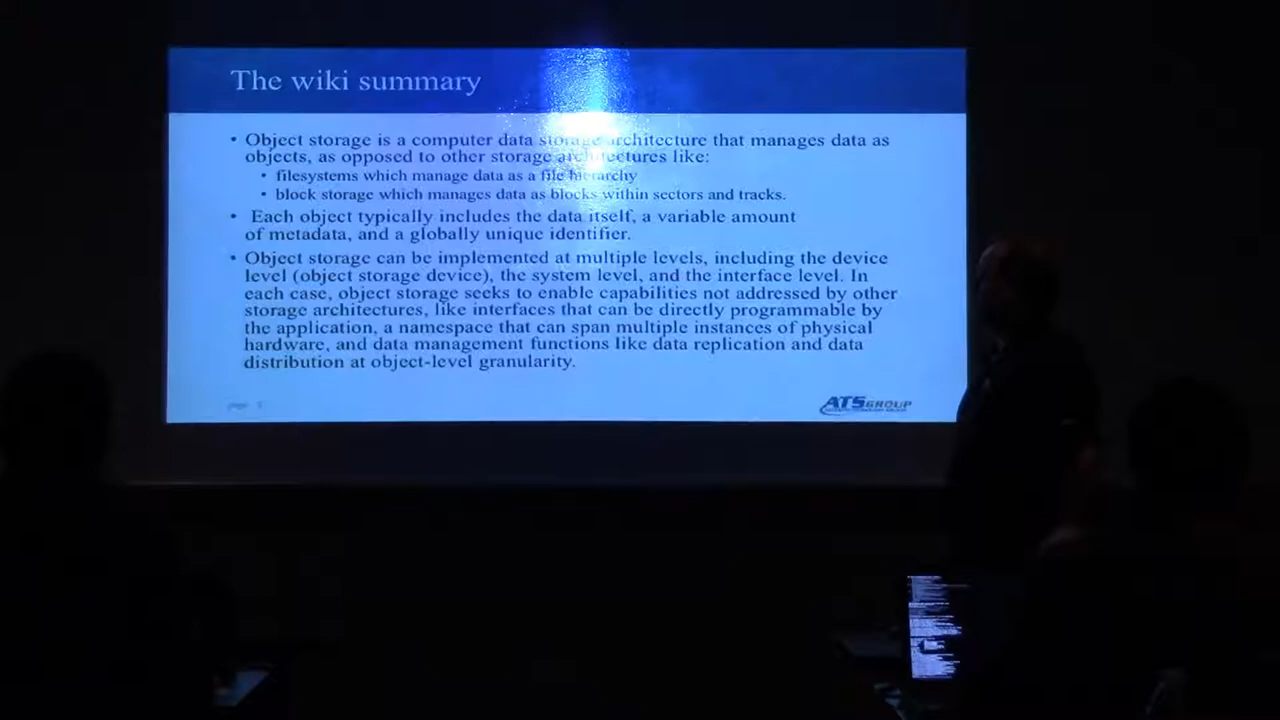 The wiki summary
• Object storage is a computer data storage architecture that manages data as
objects, as opposed to other storage architectures like:
• filesystems which manage data as a file hierarchy
• block storage which manages data as blocks within sectors and tracks.
• Each object typically includes the data itself, a variable amount
of metadata, and a globally unique identifier.
• Object storage can be implemented at multiple levels, including the device
level (object storage device), the system level, and the interface level. In
each case, object storage seeks to enable capabilities not addressed by other
storage architectures, like interfaces that can be directly programmable by
the application, a namespace that can span multiple instances of physical
hardware, and data management functions like data replication and data
distribution at object-level granularity.
page
ATS GROUP